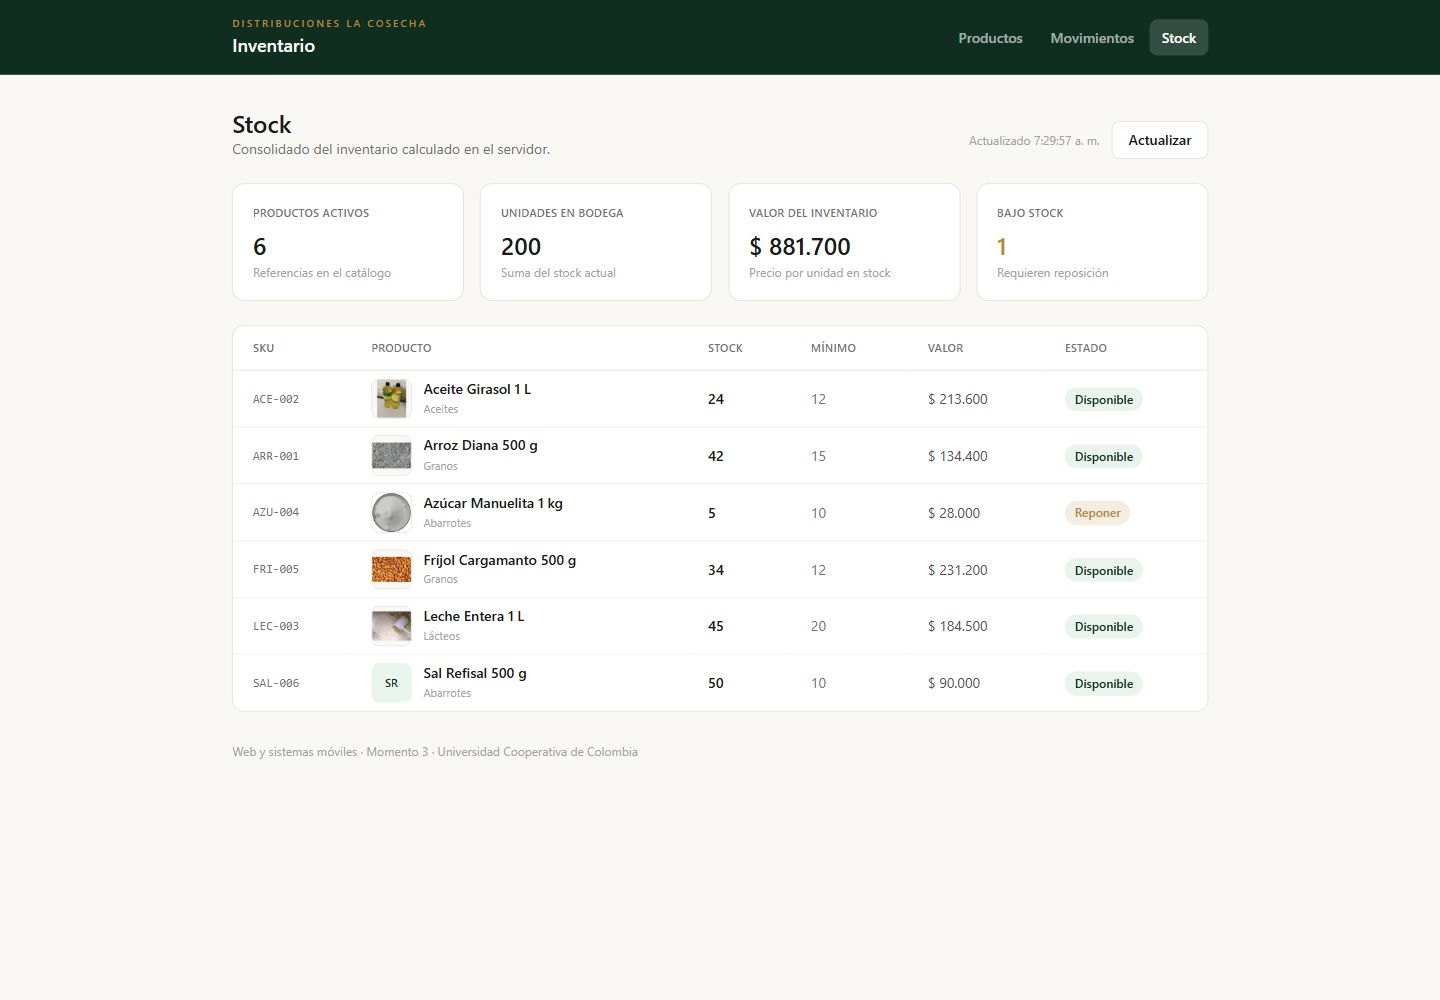 DISTRIBUCIONES LA COSECHA
Inventario
Productos Movimientos Stock
Stock
Consolidado del inventario calculado en el servidor.
Actualizado 7:29:57 a. m. Actualizar
PRODUCTOS ACTIVOS
6
Referencias en el catálogo
UNIDADES EN BODEGA
200
Suma del stock actual
VALOR DEL INVENTARIO
$ 881.700
Precio por unidad en stock
BAJO STOCK
1
Requieren reposición
SKU PRODUCTO STOCK MÍNIMO VALOR ESTADO
ACE-002 Aceite Girasol 1 L 24 12 $ 213.600 Disponible
Aceites
ARR-001 Arroz Diana 500 g 42 15 $ 134.400 Disponible
Granos
AZU-004 Azúcar Manuelita 1 kg 5 10 $ 28.000 Reponer
Abarrotes
FRI-005 Fríjol Cargamanto 500 g 34 12 $ 231.200 Disponible
Granos
LEC-003 Leche Entera 1 L 45 20 $ 184.500 Disponible
Lácteos
SAL-006 SR Sal Refisal 500 g 50 10 $ 90.000 Disponible
Abarrotes
Web y sistemas móviles · Momento 3 · Universidad Cooperativa de Colombia